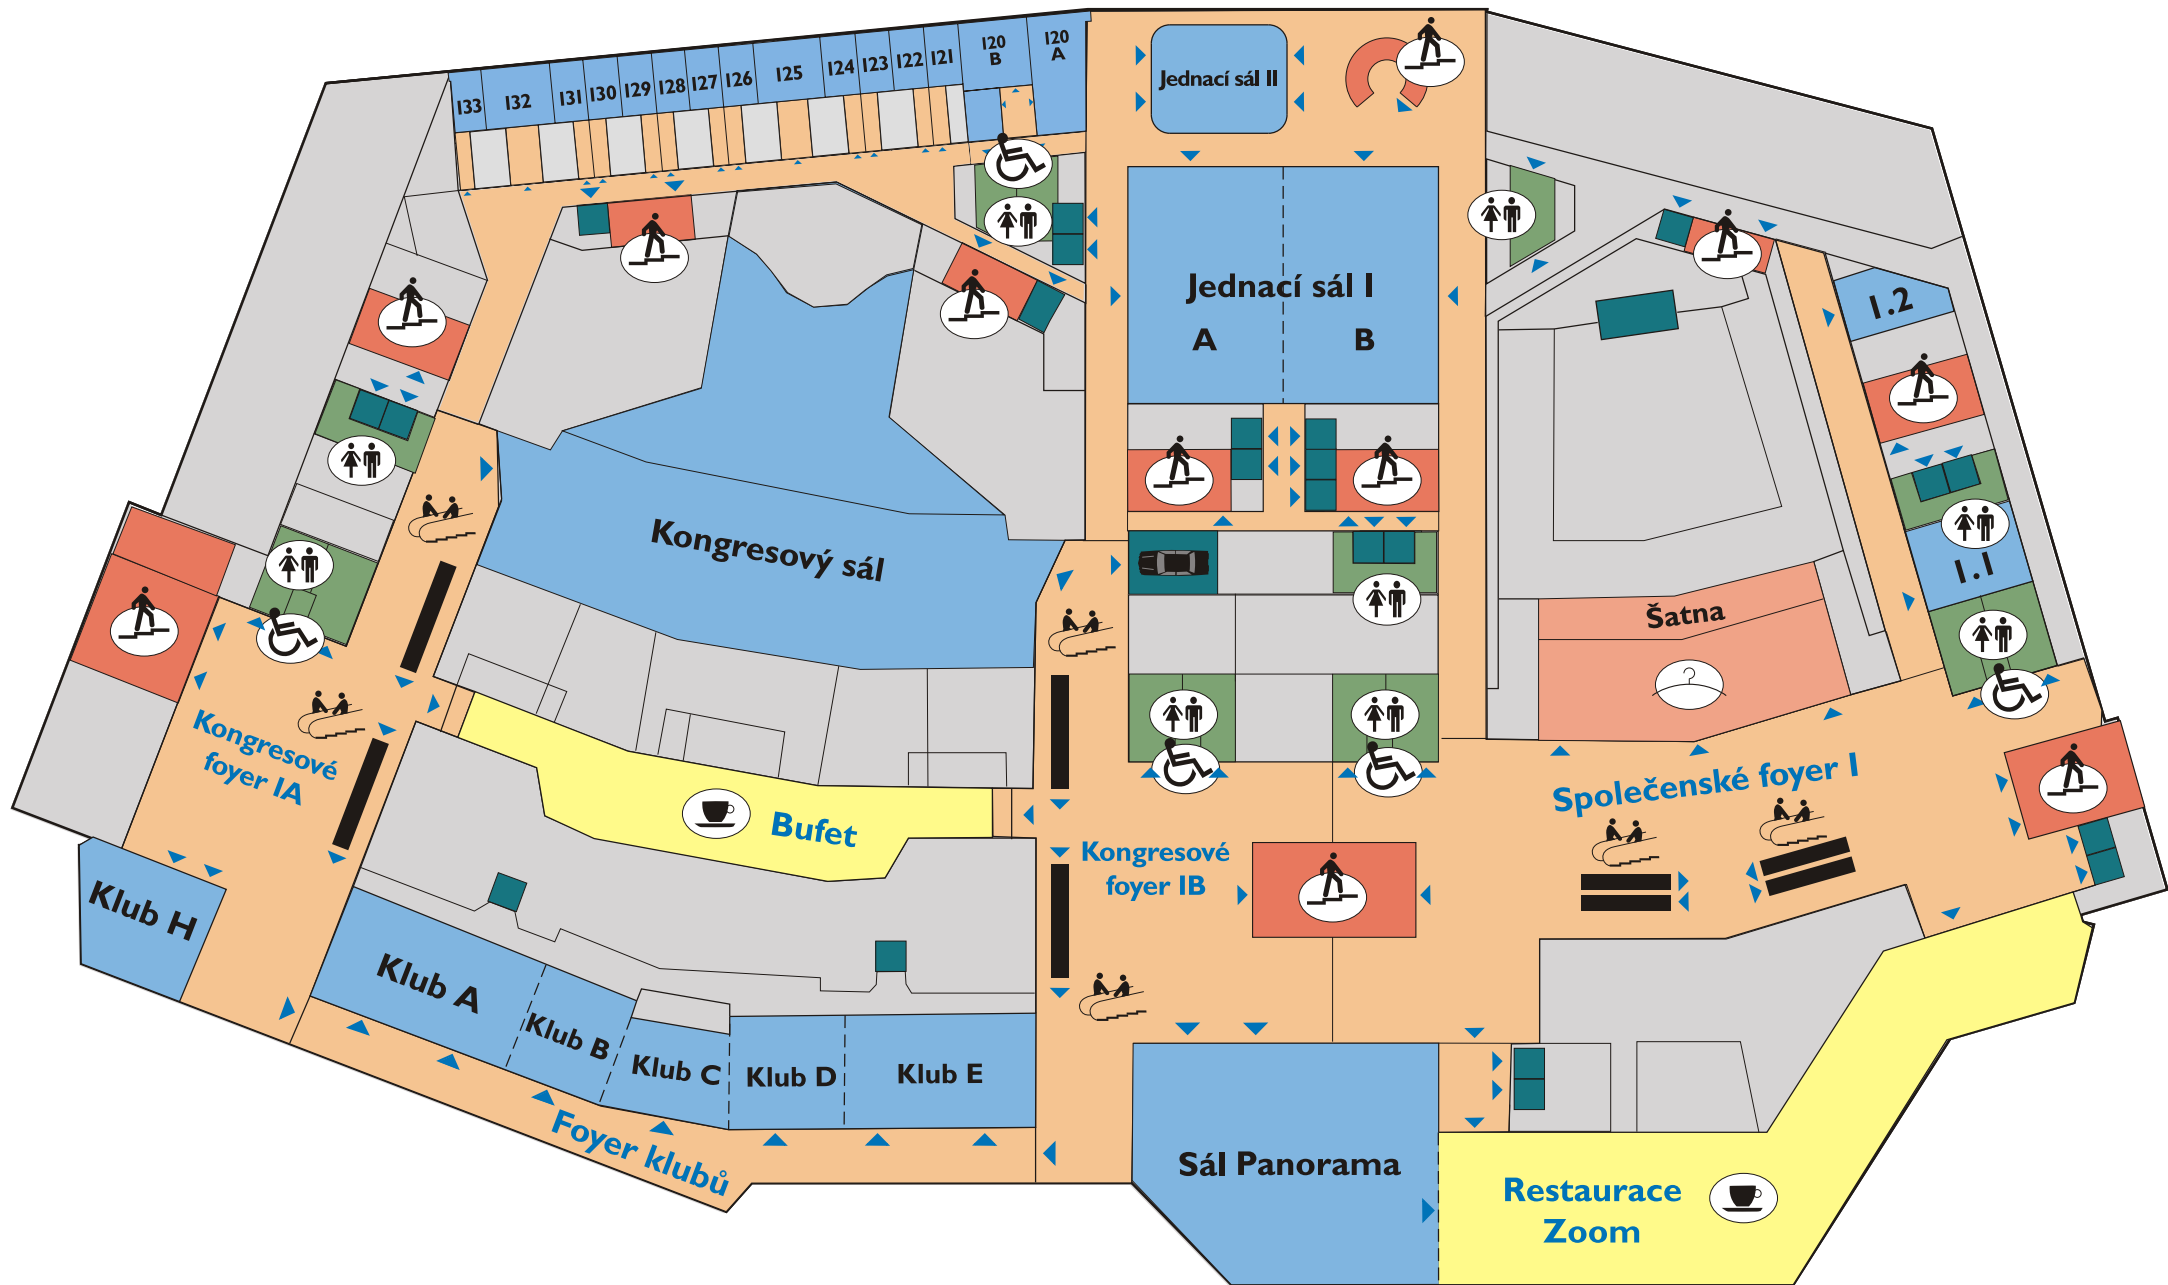 133
132
131
130
129
128
127
126
125
124
123
122
121
120
B
120
A
Jednací sál II
Jednací sál I
A
B
1.2
1.1
Kongresový sál
Šatna
Kongresové
foyer IA
Společenské foyer I
Bufet
Kongresové
foyer IB
Klub H
Klub A
Klub B
Klub C
Klub D
Klub E
Foyer klubů
Sál Panorama
Restaurace
Zoom